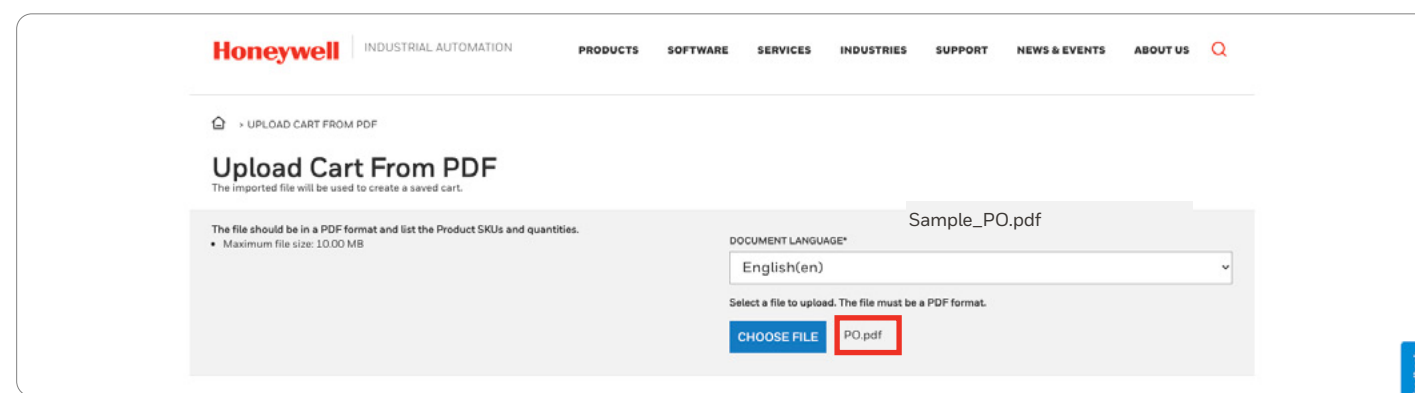 Honeywell INDUSTRIAL AUTOMATION PRODUCTS SOFTWARE SERVICES INDUSTRIES SUPPORT NEWS & EVENTS ABOUT US
> UPLOAD CART FROM PDF
Upload Cart From PDF
The imported file will be used to create a saved cart.
The file should be in a PDF format and list the Product SKUs and quantities.
• Maximum file size: 10.00 MB
Sample_PO.pdf
DOCUMENT LANGUAGE*
English(en)
Select a file to upload. The file must be a PDF format.
CHOOSE FILE PO.pdf